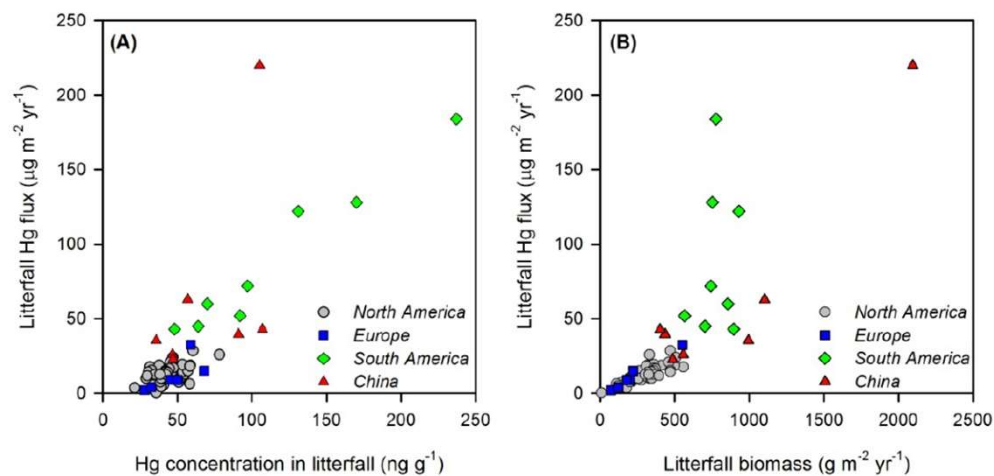 (A)
Litterfall Hg flux (µg m⁻² yr⁻¹)
250
200
150
100
50
0
North America
Europe
South America
China
0 50 100 150 200 250
Hg concentration in litterfall (ng g⁻¹)
(B)
Litterfall Hg flux (µg m⁻² yr⁻¹)
250
200
150
100
50
0
North America
Europe
South America
China
0 500 1000 1500 2000 2500
Litterfall biomass (g m⁻² yr⁻¹)